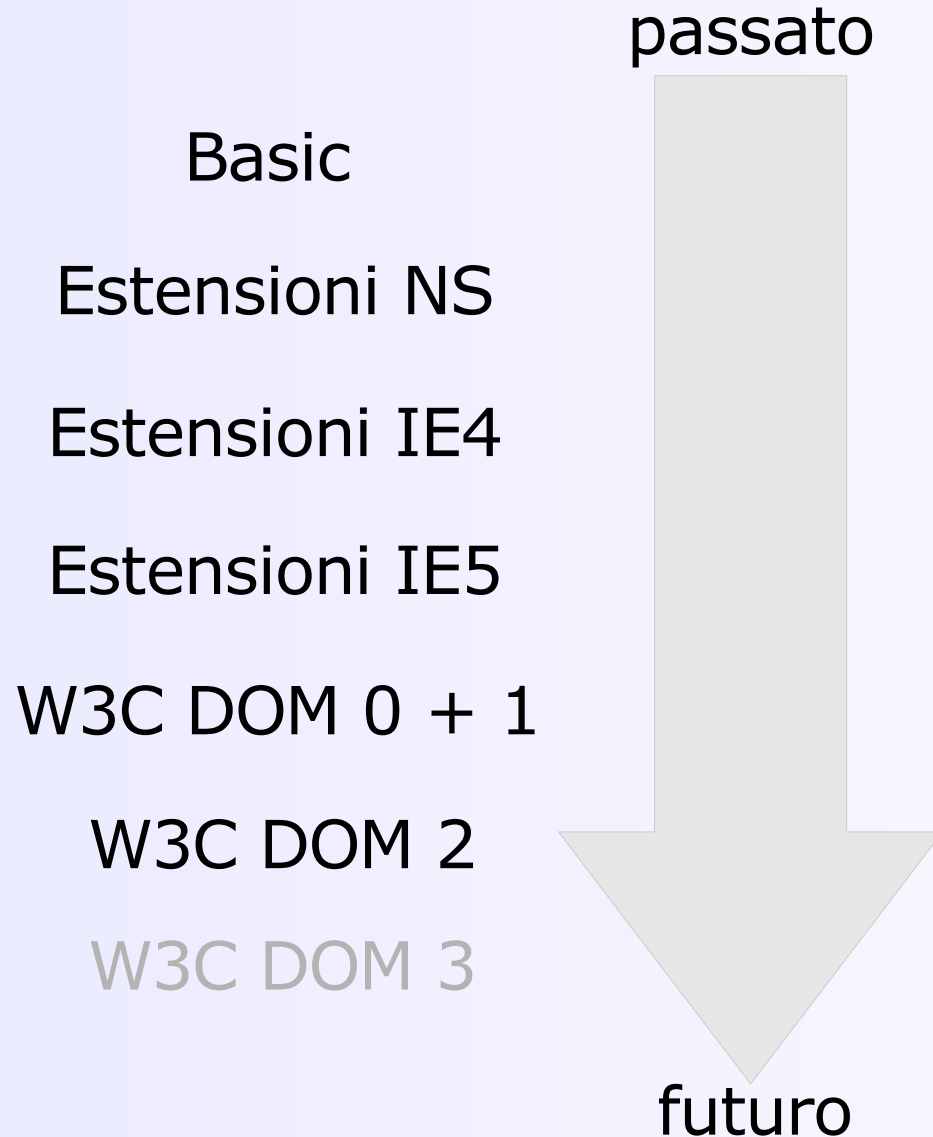 passato
Basic
Estensioni NS
Estensioni IE4
Estensioni IE5
W3C DOM 0 + 1
W3C DOM 2
W3C DOM 3
futuro